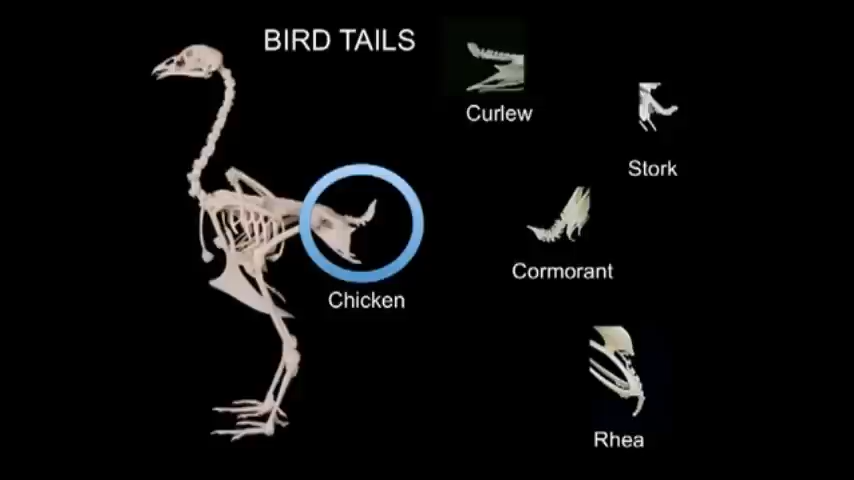 BIRD TAILS
Curlew
Stork
Cormorant
Chicken
Rhea